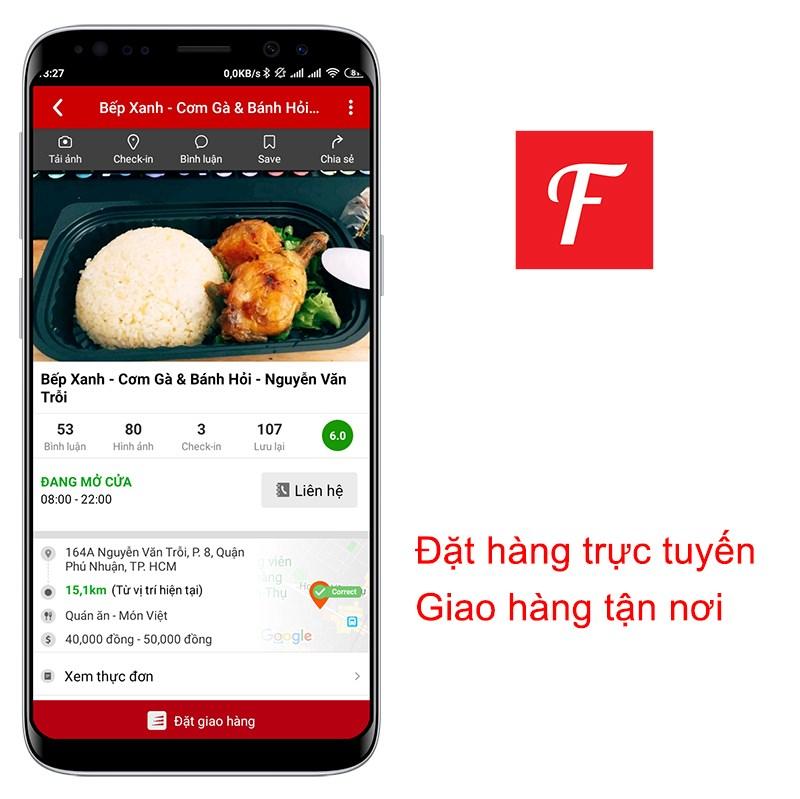 3:27
0,0KB/s
81
Bếp Xanh - Cơm Gà & Bánh Hỏi...
Tải ảnh
Check-in
Bình luận
Save
Chia sẻ
Bếp Xanh - Cơm Gà & Bánh Hỏi - Nguyễn Văn
Trỗi
53
80
3
107
6.0
Bình luận
Hình ảnh
Check-in
Lưu lại
ĐANG MỞ CỬA
08:00 - 22:00
Liên hệ
164A Nguyễn Văn Trỗi, P. 8, Quận
Phú Nhuận, TP. HCM
15,1km (Từ vị trí hiện tại)
Quán ăn - Món Việt
$ 40,000 đồng - 50,000 đồng
g viên
àng
Thụ
Correct
Google
Xem thực đơn
Đặt giao hàng
F
Đặt hàng trực tuyến
Giao hàng tận nơi